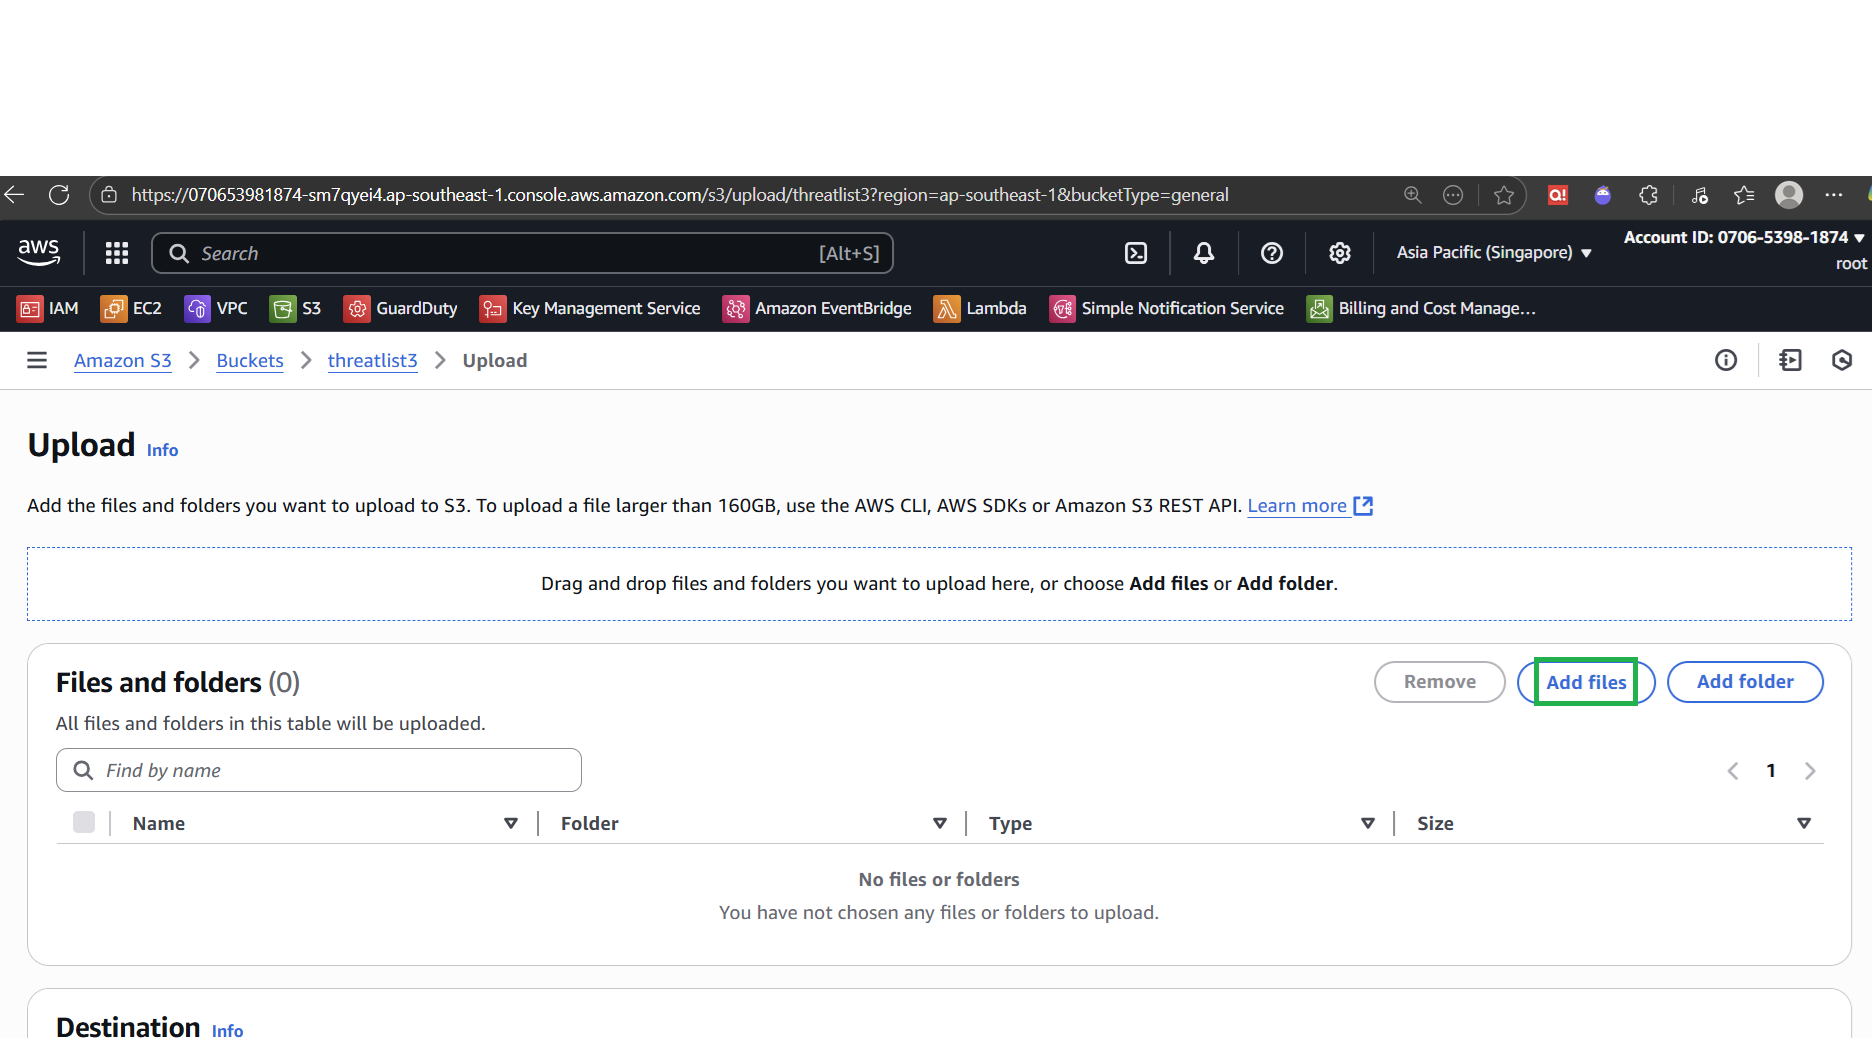 https://070653981874-sm7qyei4.ap-southeast-1.console.aws.amazon.com/s3/upload/threatlist3?region=ap-southeast-1&bucketType=general
aws
Search [Alt+S]
Asia Pacific (Singapore)
Account ID: 0706-5398-1874
root
IAM EC2 VPC S3 GuardDuty Key Management Service Amazon EventBridge Lambda Simple Notification Service Billing and Cost Manage...
Amazon S3 Buckets threatlist3 Upload
Upload Info
Add the files and folders you want to upload to S3. To upload a file larger than 160GB, use the AWS CLI, AWS SDKs or Amazon S3 REST API. Learn more
Drag and drop files and folders you want to upload here, or choose Add files or Add folder.
Files and folders (0)
Remove Add files Add folder
All files and folders in this table will be uploaded.
Find by name
1
Name Folder Type Size
No files or folders
You have not chosen any files or folders to upload.
Destination Info